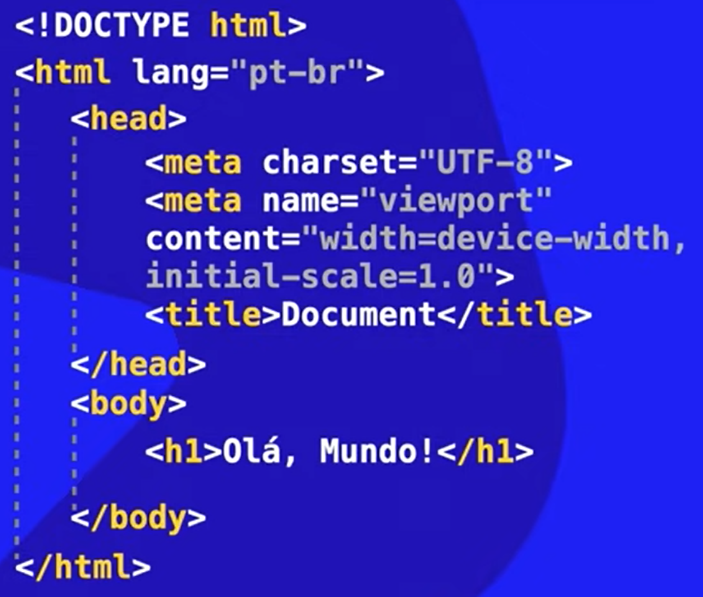 <!DOCTYPE html>
<html lang="pt-br">
<head>
<meta charset="UTF-8">
<meta name="viewport"
content="width=device-width,
initial-scale=1.0">
<title>Document</title>
</head>
<body>
<h1>Olá, Mundo!</h1>
</body>
</html>